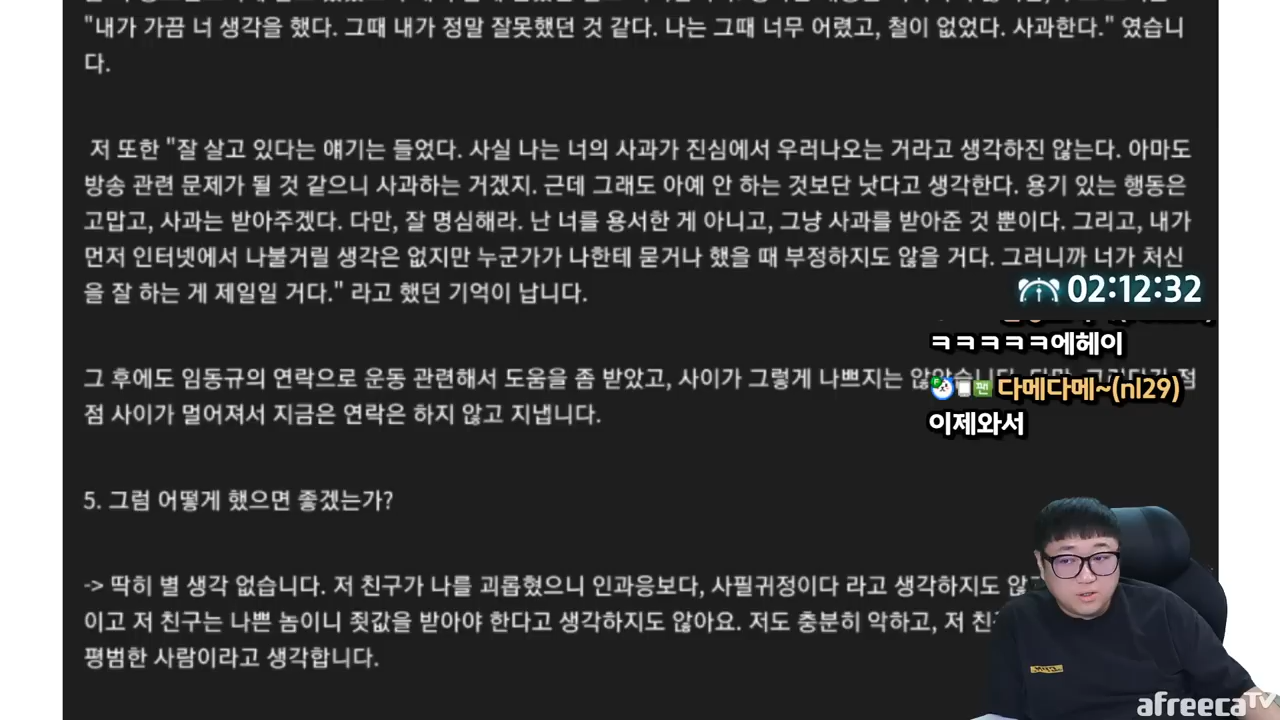 "내가 가끔 너 생각을 했다. 그때 내가 정말 잘못했던 것 같다. 나는 그때 너무 어렸고, 철이 없었다. 사과한다." 였습니
다.
저 또한 "잘 살고 있다는 얘기는 들었다. 사실 나는 너의 사과가 진심에서 우러나오는 거라고 생각하진 않는다. 아마도
방송 관련 문제가 될 것 같으니 사과하는 거겠지. 근데 그래도 아예 안 하는 것보단 낫다고 생각한다. 용기 있는 행동은
고맙고, 사과는 받아주겠다. 다만, 잘 명심해라. 난 너를 용서한 게 아니고, 그냥 사과를 받아준 것 뿐이다. 그리고, 내가
먼저 인터넷에서 나불거릴 생각은 없지만 누군가가 나한테 묻거나 했을 때 부정하지도 않을 거다. 그러니까 너가 처신
을 잘 하는 게 제일일 거다." 라고 했던 기억이 납니다.
02:12:32
ㅋㅋㅋㅋㅋ에헤이
그 후에도 임동규의 연락으로 운동 관련해서 도움을 좀 받았고, 사이가 그렇게 나쁘지는
팬 다메다메~(nl29)
점 사이가 멀어져서 지금은 연락은 하지 않고 지냅니다.
이제와서
5. 그럼 어떻게 했으면 좋겠는가?
-> 딱히 별 생각 없습니다. 저 친구가 나를 괴롭혔으니 인과응보다, 사필귀정이다 라고 생각하지도
이고 저 친구는 나쁜 놈이니 죗값을 받아야 한다고 생각하지도 않아요. 저도 충분히 악하고, 저
평범한 사람이라고 생각합니다.
afreecaTV